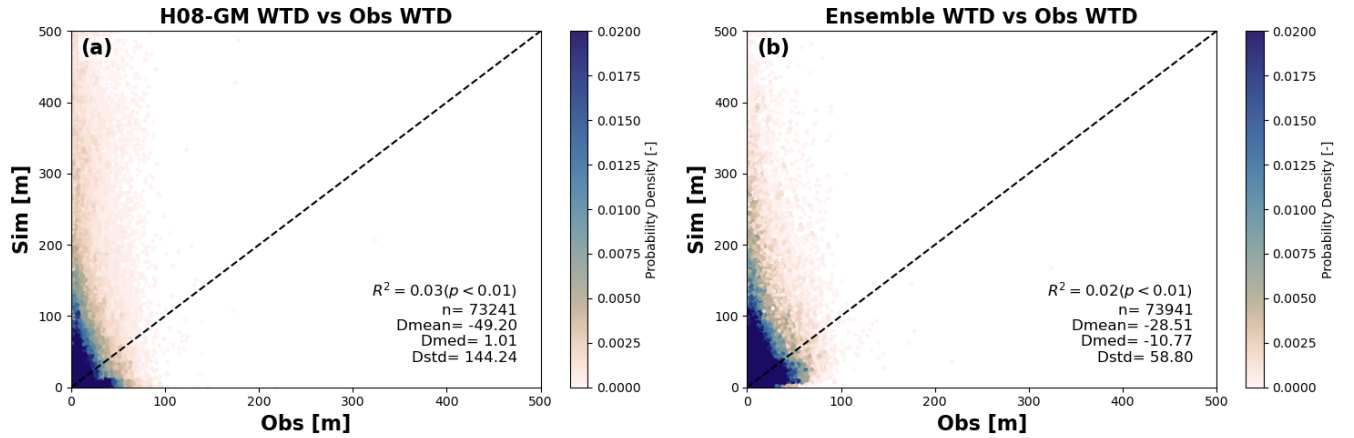 H08-GM WTD vs Obs WTD
(a)
Sim [m]
500
400
300
200
100
0
0
100
200
300
400
500
Obs [m]
R² = 0.03(p < 0.01)
n= 73241
Dmean= -49.20
Dmed= 1.01
Dstd= 144.24
0.0200
0.0175
0.0150
0.0125
0.0100
0.0075
0.0050
0.0025
0.0000
Probability Density [-]
Ensemble WTD vs Obs WTD
(b)
Sim [m]
500
400
300
200
100
0
0
100
200
300
400
500
Obs [m]
R² = 0.02(p < 0.01)
n= 73941
Dmean= -28.51
Dmed= -10.77
Dstd= 58.80
0.0200
0.0175
0.0150
0.0125
0.0100
0.0075
0.0050
0.0025
0.0000
Probability Density [-]